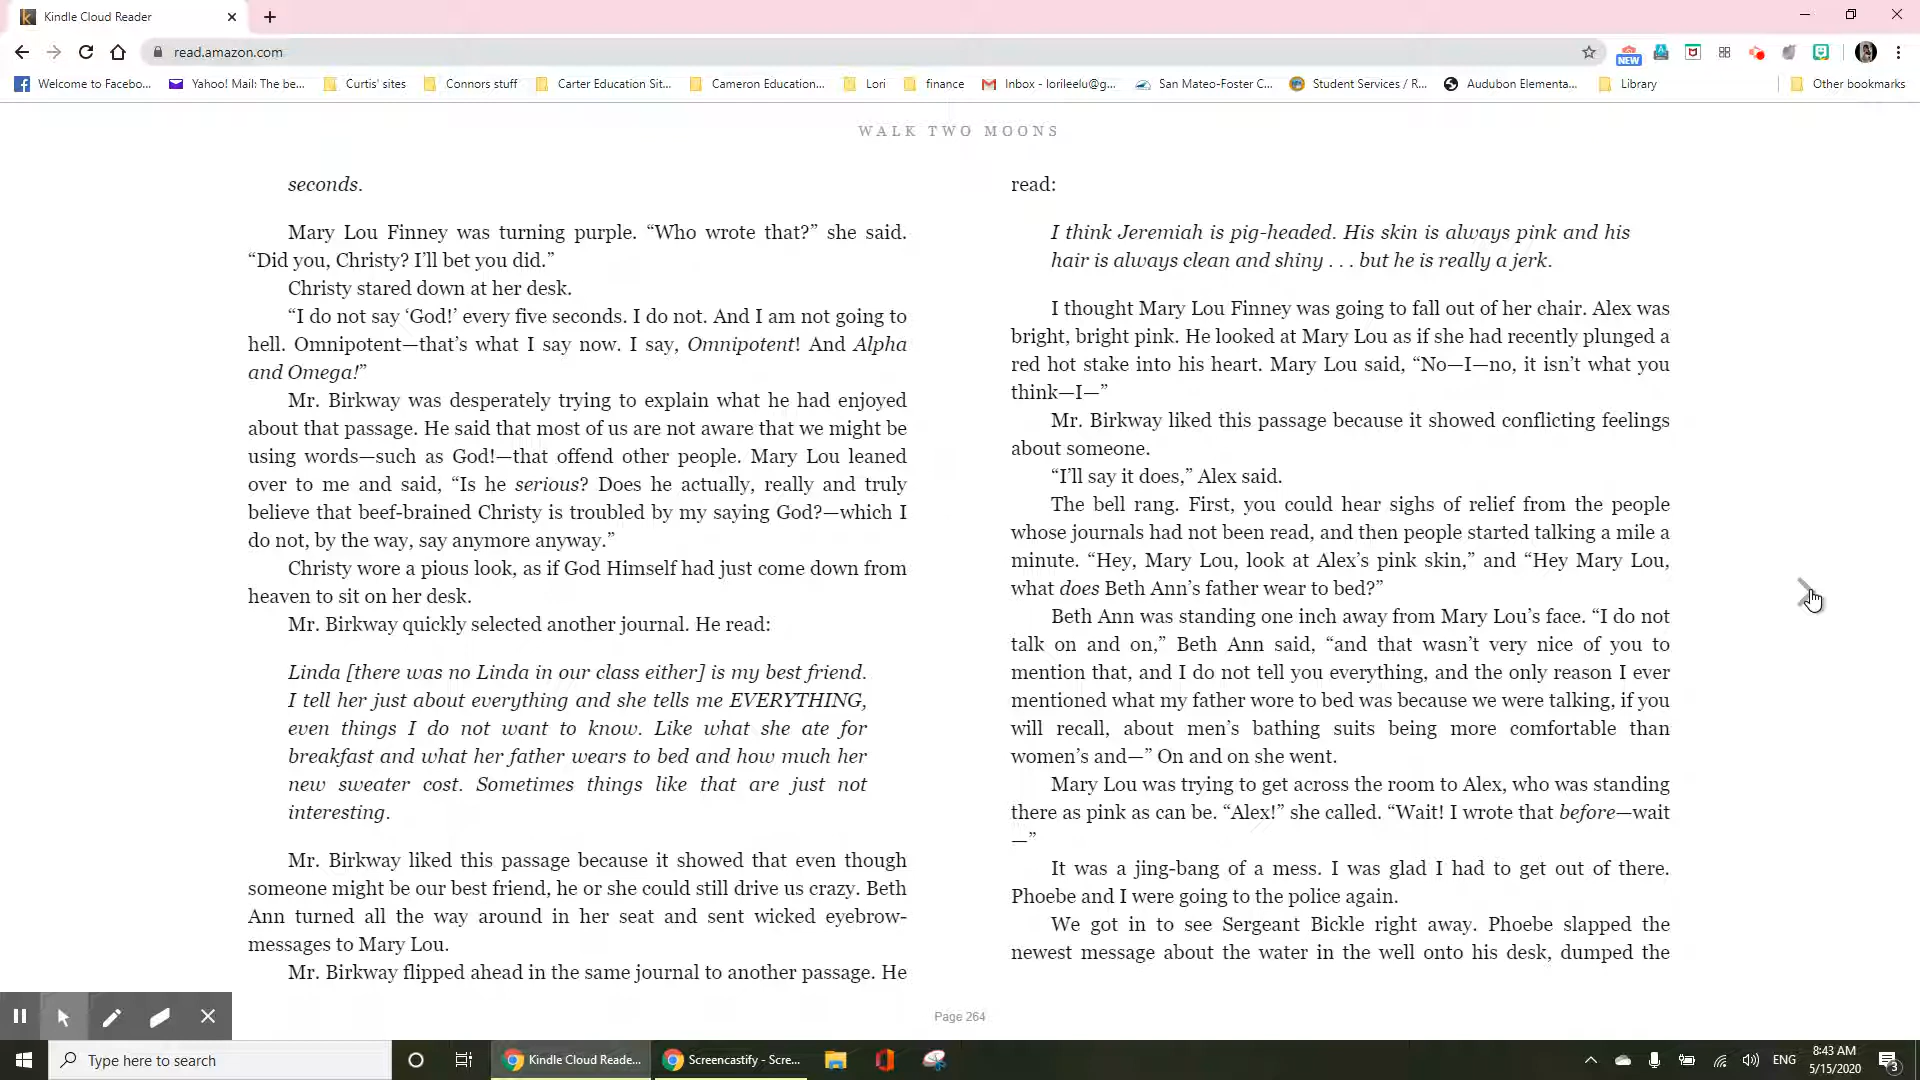 Kindle Cloud Reader
read.amazon.com
NEW
Welcome to Facebo...
Yahoo! Mail: The be...
Curtis' sites
Connors stuff
Carter Education Sit...
Cameron Education...
Lori
finance
Inbox - lorileelu@g...
San Mateo-Foster C...
Student Services / R...
Audubon Elementa...
Library
Other bookmarks
WALK TWO MOONS
seconds.
Mary Lou Finney was turning purple. “Who wrote that?” she said.
“Did you, Christy? I’ll bet you did.”
Christy stared down at her desk.
“I do not say ‘God!’ every five seconds. I do not. And I am not going to
hell. Omnipotent—that’s what I say now. I say, Omnipotent! And Alpha
and Omega!”
Mr. Birkway was desperately trying to explain what he had enjoyed
about that passage. He said that most of us are not aware that we might be
using words—such as God!—that offend other people. Mary Lou leaned
over to me and said, “Is he serious? Does he actually, really and truly
believe that beef-brained Christy is troubled by my saying God?—which I
do not, by the way, say anymore anyway.”
Christy wore a pious look, as if God Himself had just come down from
heaven to sit on her desk.
Mr. Birkway quickly selected another journal. He read:
Linda [there was no Linda in our class either] is my best friend.
I tell her just about everything and she tells me EVERYTHING,
even things I do not want to know. Like what she ate for
breakfast and what her father wears to bed and how much her
new sweater cost. Sometimes things like that are just not
interesting.
Mr. Birkway liked this passage because it showed that even though
someone might be our best friend, he or she could still drive us crazy. Beth
Ann turned all the way around in her seat and sent wicked eyebrow-
messages to Mary Lou.
Mr. Birkway flipped ahead in the same journal to another passage. He
read:
I think Jeremiah is pig-headed. His skin is always pink and his
hair is always clean and shiny . . . but he is really a jerk.
I thought Mary Lou Finney was going to fall out of her chair. Alex was
bright, bright pink. He looked at Mary Lou as if she had recently plunged a
red hot stake into his heart. Mary Lou said, “No—I—no, it isn’t what you
think—I—”
Mr. Birkway liked this passage because it showed conflicting feelings
about someone.
“I’ll say it does,” Alex said.
The bell rang. First, you could hear sighs of relief from the people
whose journals had not been read, and then people started talking a mile a
minute. “Hey, Mary Lou, look at Alex’s pink skin,” and “Hey Mary Lou,
what does Beth Ann’s father wear to bed?”
Beth Ann was standing one inch away from Mary Lou’s face. “I do not
talk on and on,” Beth Ann said, “and that wasn’t very nice of you to
mention that, and I do not tell you everything, and the only reason I ever
mentioned what my father wore to bed was because we were talking, if you
will recall, about men’s bathing suits being more comfortable than
women’s and—” On and on she went.
Mary Lou was trying to get across the room to Alex, who was standing
there as pink as can be. “Alex!” she called. “Wait! I wrote that before—wait
—”
It was a jing-bang of a mess. I was glad I had to get out of there.
Phoebe and I were going to the police again.
We got in to see Sergeant Bickle right away. Phoebe slapped the
newest message about the water in the well onto his desk, dumped the
Page 264
Type here to search
Kindle Cloud Reade...
Screencastify - Scre...
ENG
8:43 AM
5/15/2020
3